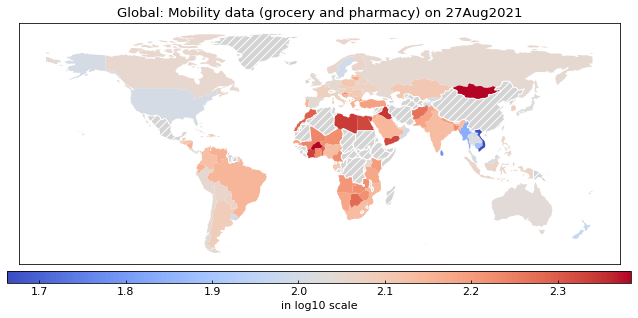 Global: Mobility data (grocery and pharmacy) on 27Aug2021
1.7 1.8 1.9 2.0 2.1 2.2 2.3
in log10 scale